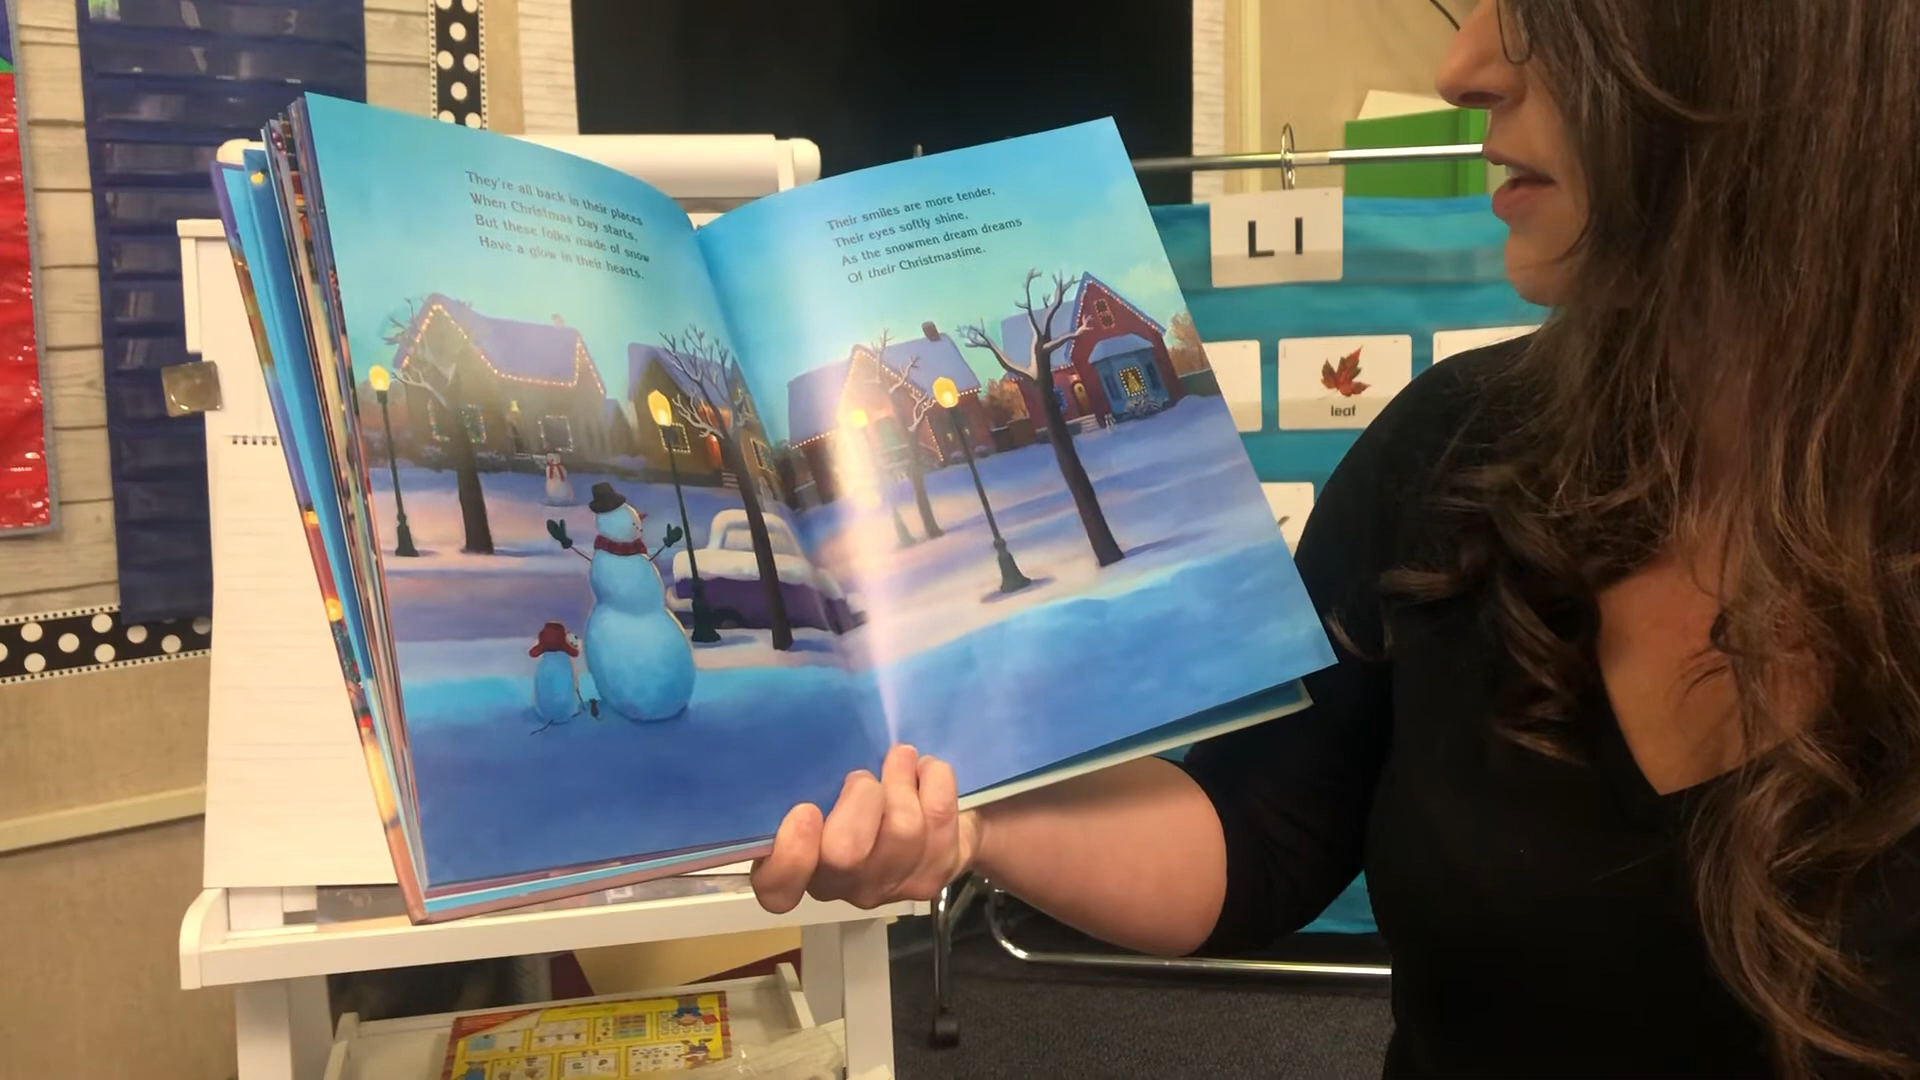 They're all back in their places
When Christmas Day starts,
But these folks made of snow
Have a glow in their hearts.
Their smiles are more tender,
Their eyes softly shine,
As the snowmen dream dreams
Of their Christmastime.
L l
leaf